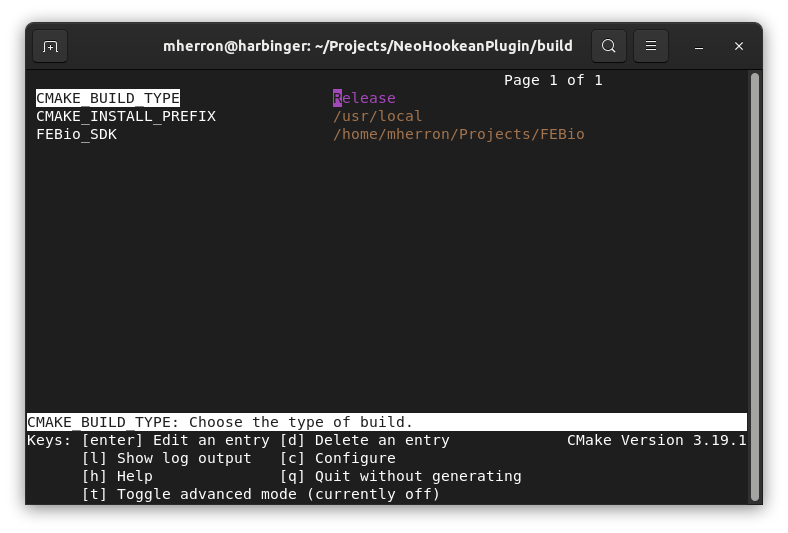 mherron@harbinger: ~/Projects/NeoHookeanPlugin/build
Page 1 of 1
CMAKE_BUILD_TYPE Release
CMAKE_INSTALL_PREFIX /usr/local
FEBio_SDK /home/mherron/Projects/FEBio
CMAKE_BUILD_TYPE: Choose the type of build.
Keys: [enter] Edit an entry [d] Delete an entry CMake Version 3.19.1
[l] Show log output [c] Configure
[h] Help [q] Quit without generating
[t] Toggle advanced mode (currently off)